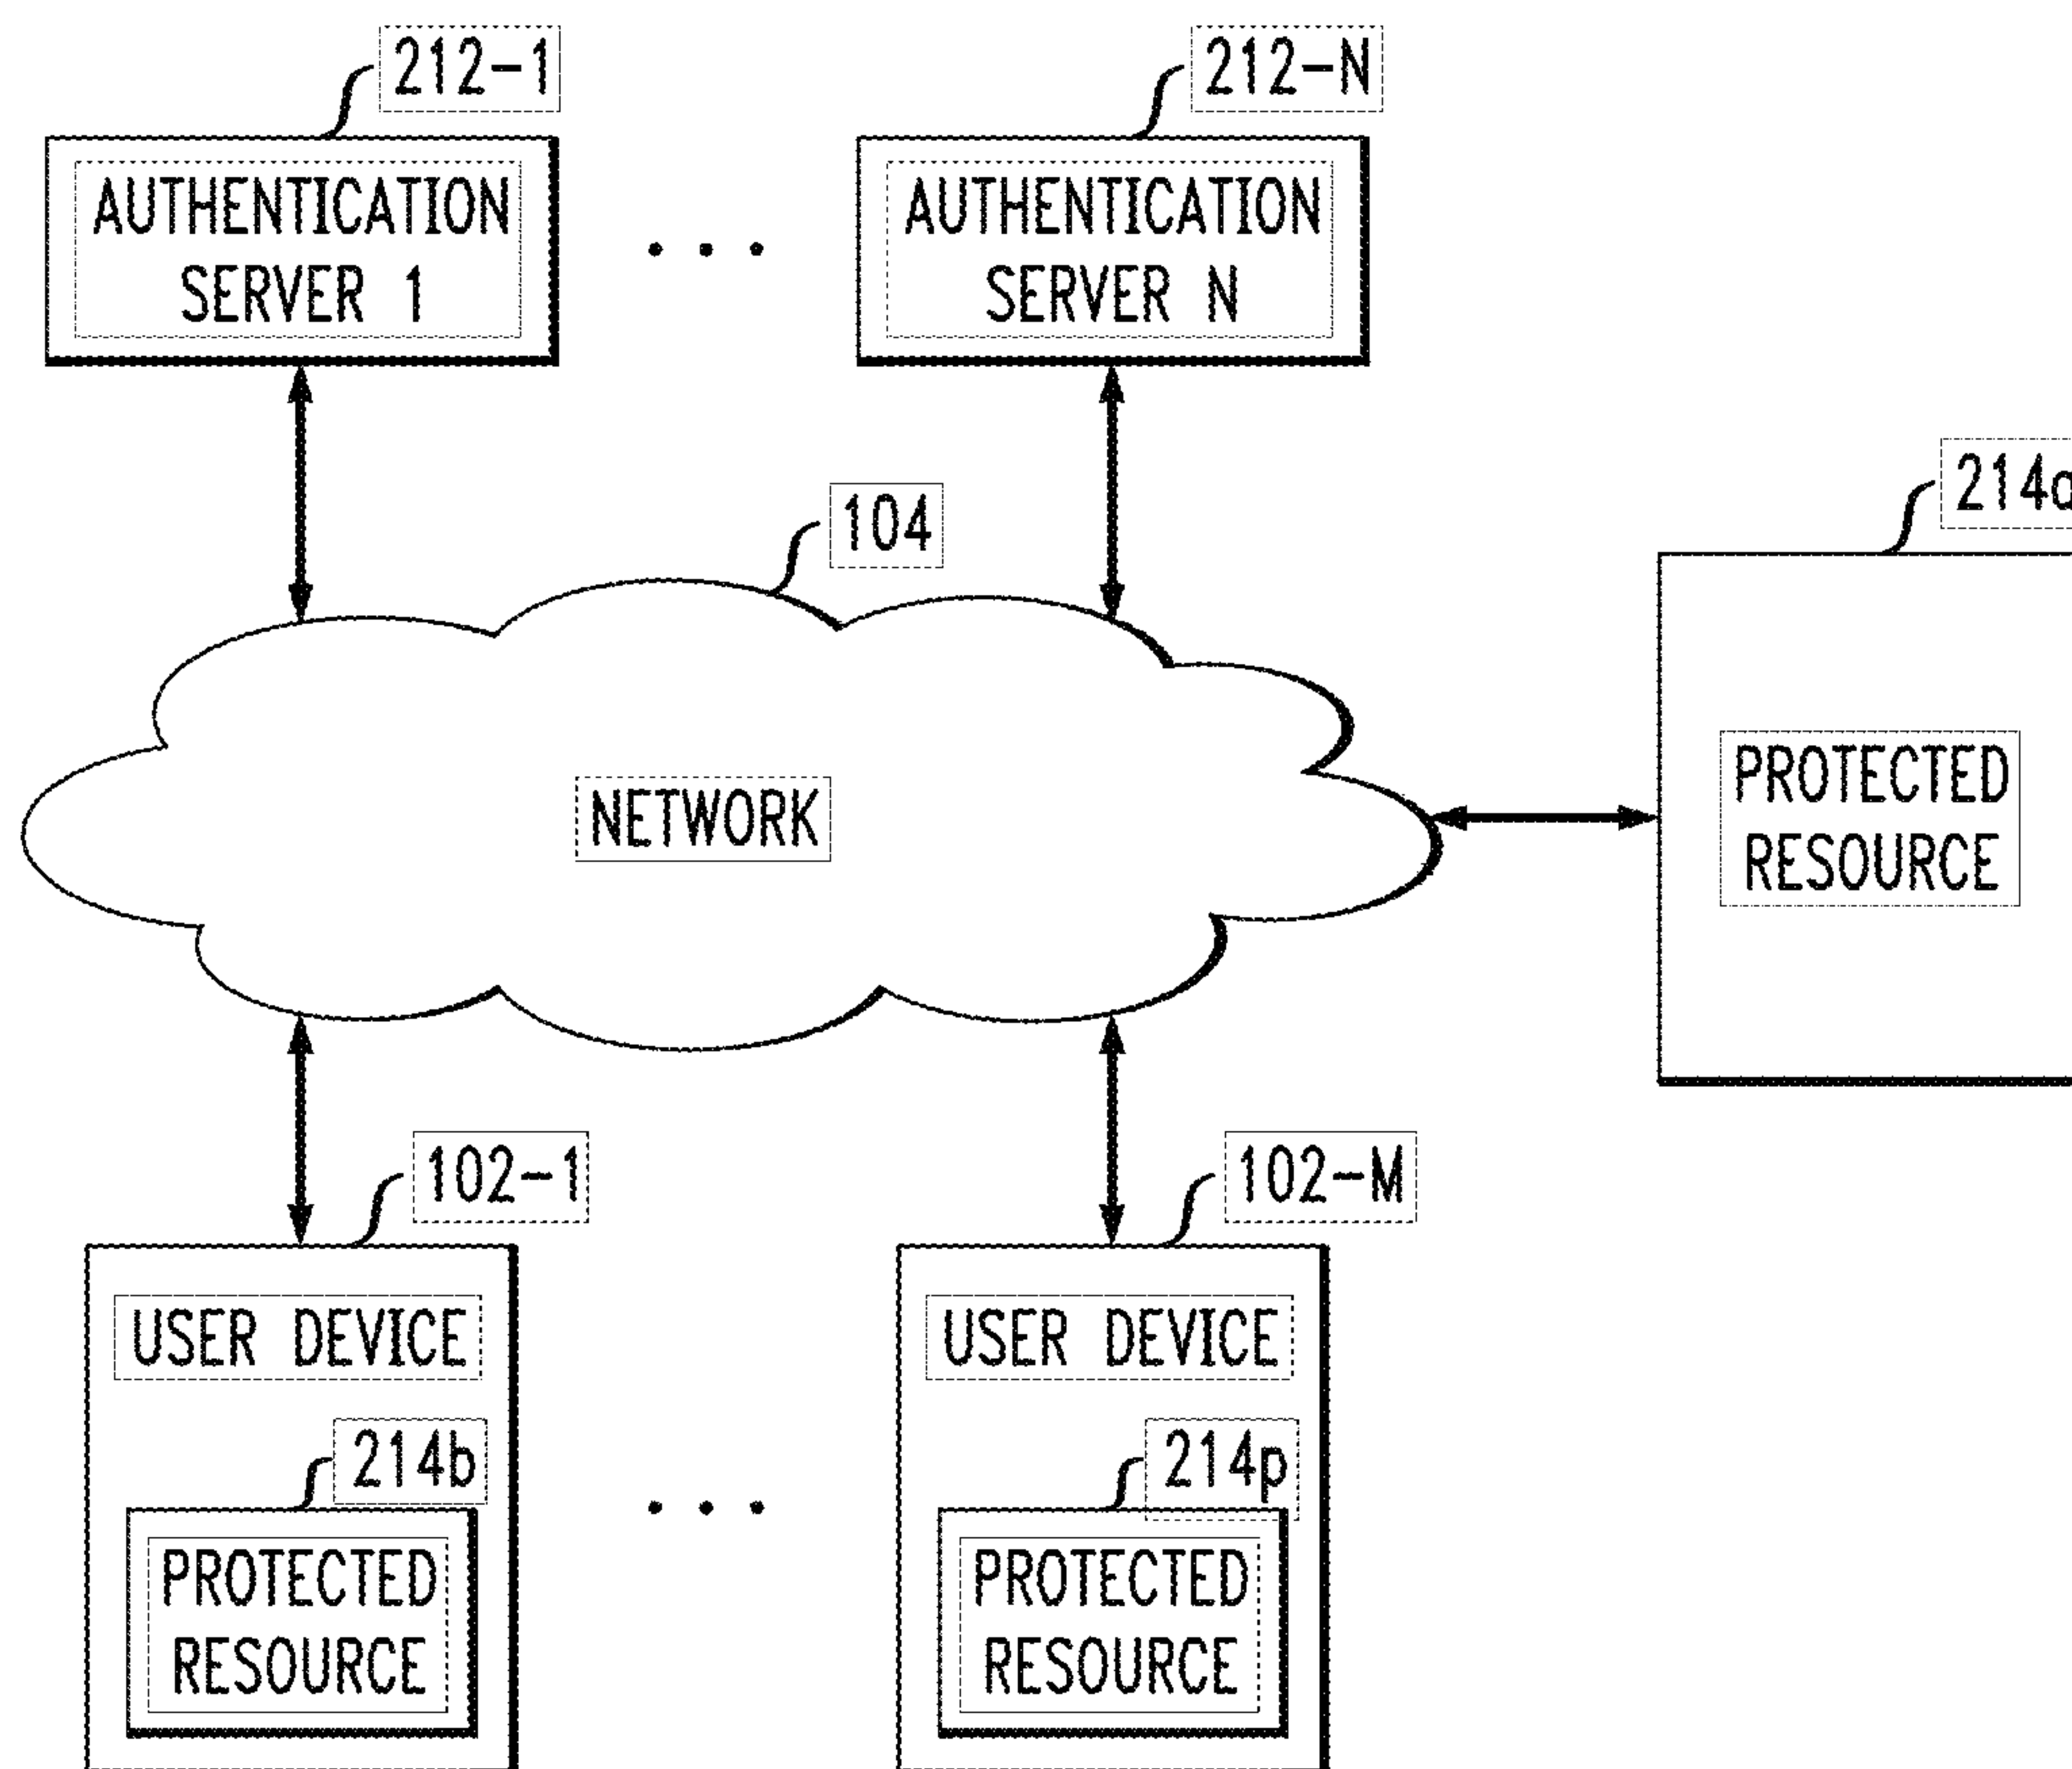 212-1
212-N
AUTHENTICATION
SERVER 1
AUTHENTICATION
SERVER N
104
214a
NETWORK
PROTECTED
RESOURCE
102-1
102-M
USER DEVICE
USER DEVICE
214b
214p
PROTECTED
RESOURCE
PROTECTED
RESOURCE